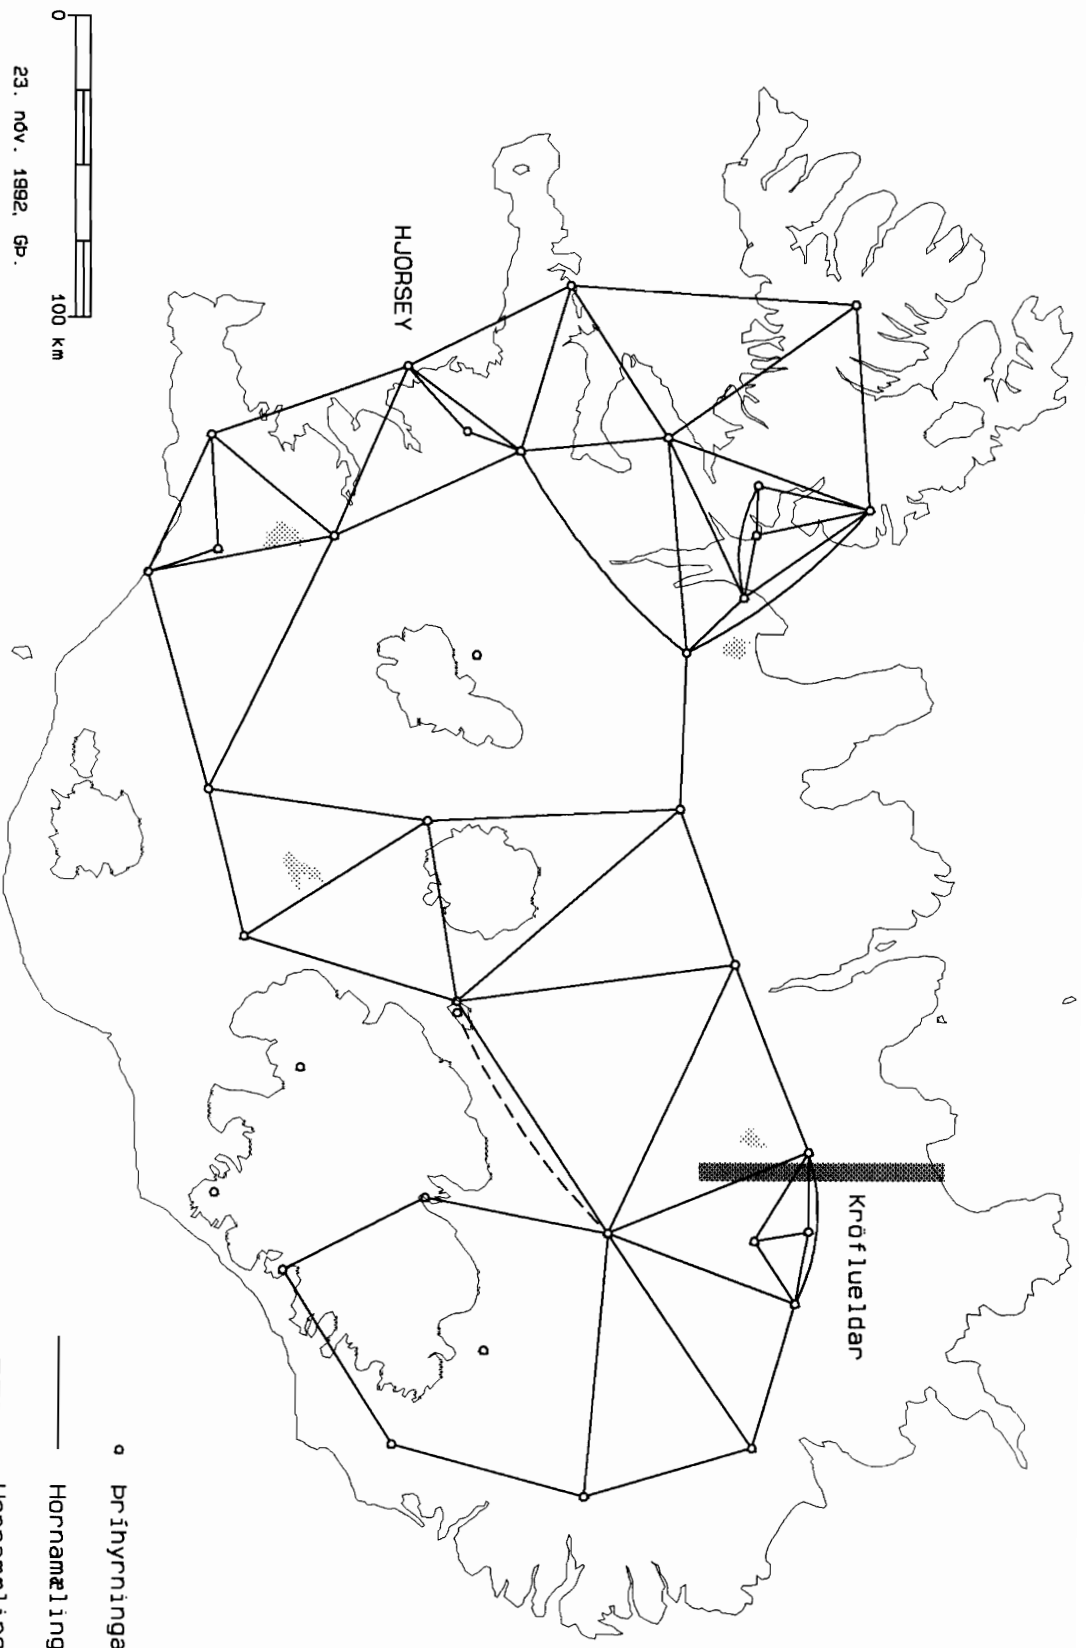 HJORSEY
Kröflueldar
0 100 km
23. nóv. 1992. GÞ.
Þríhyrninga
Hornamæling